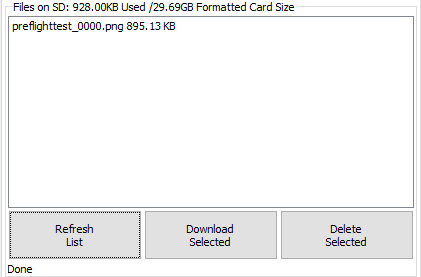 Files on SD: 928.00KB Used /29.69GB Formatted Card Size
preflighttest_0000.png 895.13 KB
Refresh
List
Download
Selected
Delete
Selected
Done